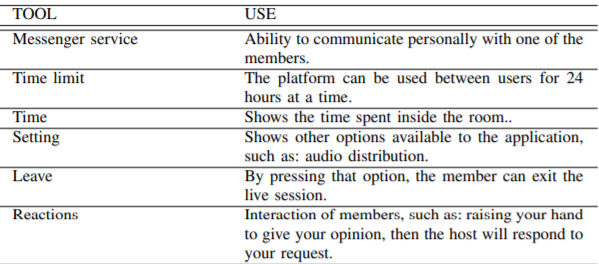 TOOL USE
Messenger service Ability to communicate personally with one of the
members.
Time limit The platform can be used between users for 24
hours at a time.
Time Shows the time spent inside the room..
Setting Shows other options available to the application,
such as: audio distribution.
Leave By pressing that option, the member can exit the
live session.
Reactions Interaction of members, such as: raising your hand
to give your opinion, then the host will respond to
your request.